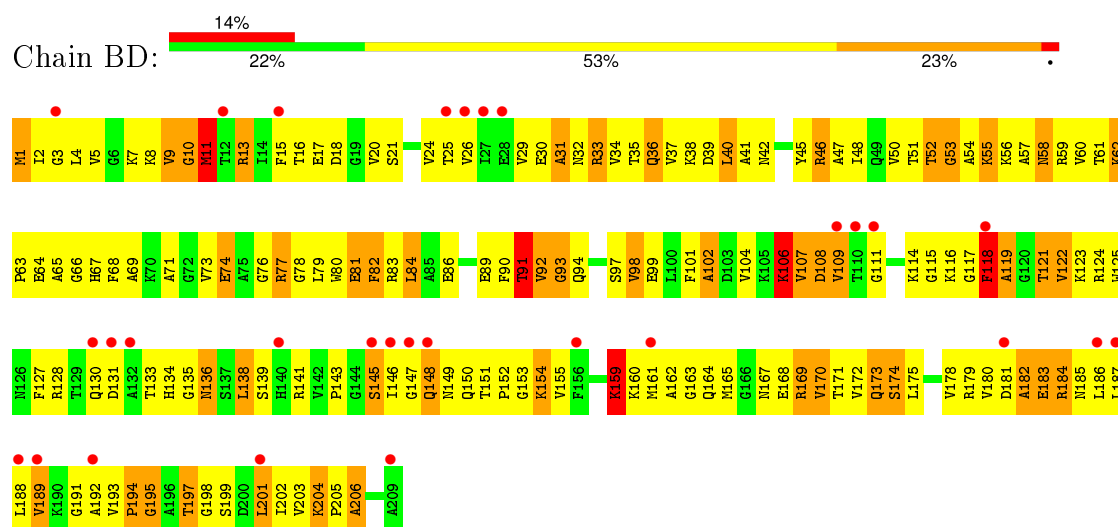 14%
Chain BD:
22% 53% 23% •
M1 I2 G3 L4 V5 G6 K7 K8 V9 G10 M11 T12 R13 I14 F15 T16 E17 D18 G19 V20 S21 V24 T25 V26 I27 E28 V29 E30 A31 N32 R33 V34 T35 Q36 V37 K38 D39 L40 A41 N42 Y45 R46 A47 I48 Q49 V50 T51 T52 G53 A54 K55 K56 A57 N58 R59 V60 T61 K62
P63 E64 A65 G66 H67 F68 A69 K70 A71 G72 V73 E74 A75 G76 R77 G78 L79 W80 E81 F82 R83 L84 A85 E86 E89 F90 T91 V92 G93 Q94 S97 V98 E99 L100 F101 A102 D103 V104 K105 K106 V107 D108 V109 T110 G111 K114 G115 K116 G117 F118 A119 G120 T121 V122 K123 R124 W125
N126 F127 R128 T129 Q130 D131 A132 T133 H134 G135 N136 S137 L138 S139 H140 R141 V142 P143 G144 S145 I146 G147 Q148 N149 Q150 T151 P152 G153 K154 V155 F156 K159 K160 M161 A162 G163 Q164 M165 G166 N167 E168 R169 V170 T171 V172 Q173 S174 L175 V178 R179 V180 D181 A182 E183 R184 N185 L186 L187
L188 V189 K190 G191 A192 V193 P194 G195 A196 T197 G198 S199 D200 L201 I202 V203 K204 P205 A206 A209